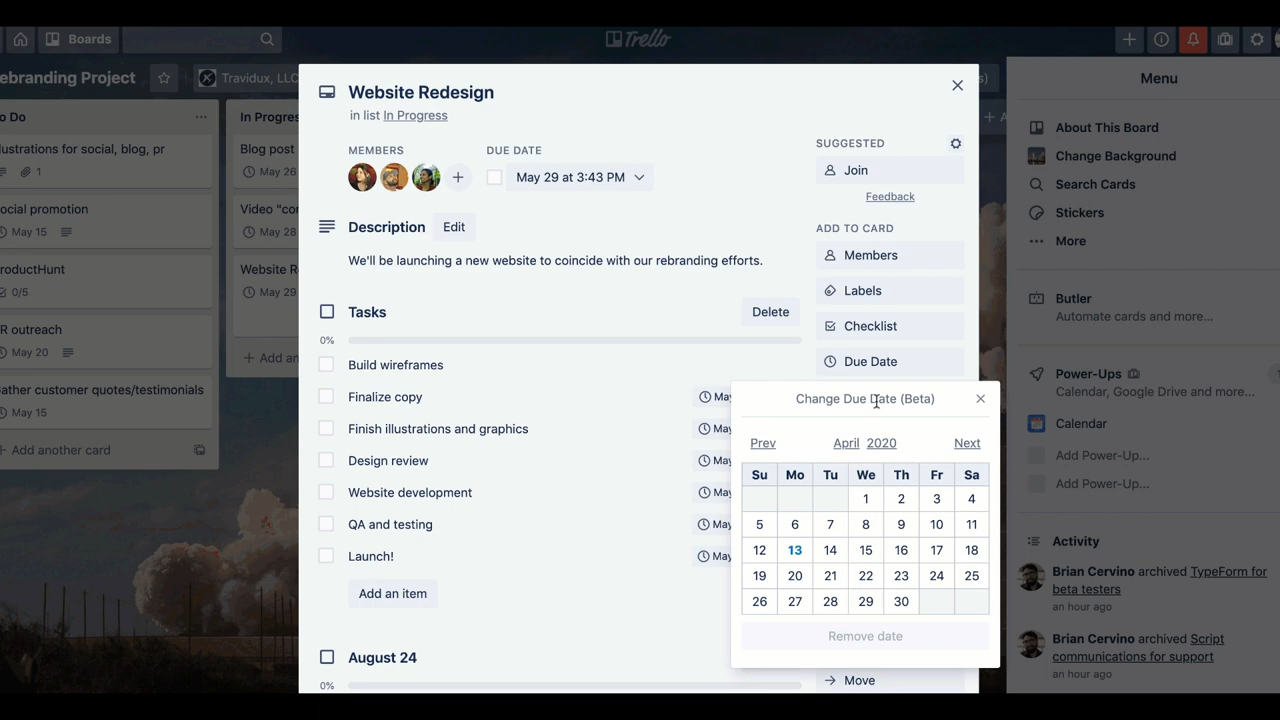 Boards
Trello
ebranding Project
Travidux, LLC
s)
o Do
lustrations for social, blog, pr
1
ocial promotion
May 15
roductHunt
0/5
R outreach
May 20
ather customer quotes/testimonials
May 15
Add another card
In Progres
Blog post
May 26
Video "con
May 28
Website R
May 29
+ Add an
Website Redesign
in list In Progress
MEMBERS
DUE DATE
May 29 at 3:43 PM
Description
Edit
We'll be launching a new website to coincide with our rebranding efforts.
Tasks
Delete
0%
Build wireframes
Finalize copy
May
Finish illustrations and graphics
May
Design review
May
Website development
May
QA and testing
May
Launch!
May
Add an item
August 24
0%
SUGGESTED
Join
Feedback
ADD TO CARD
Members
Labels
Checklist
Due Date
Change Due Date (Beta)
Prev April 2020 Next
Su Mo Tu We Th Fr Sa
1 2 3 4
5 6 7 8 9 10 11
12 13 14 15 16 17 18
19 20 21 22 23 24 25
26 27 28 29 30
Remove date
Move
+ A
Menu
About This Board
Change Background
Search Cards
Stickers
More
Butler
Automate cards and more...
Power-Ups
1
Calendar, Google Drive and more...
Calendar
Add Power-Up...
Add Power-Up...
Activity
Brian Cervino archived TypeForm for
beta testers
an hour ago
Brian Cervino archived Script
communications for support
an hour ago